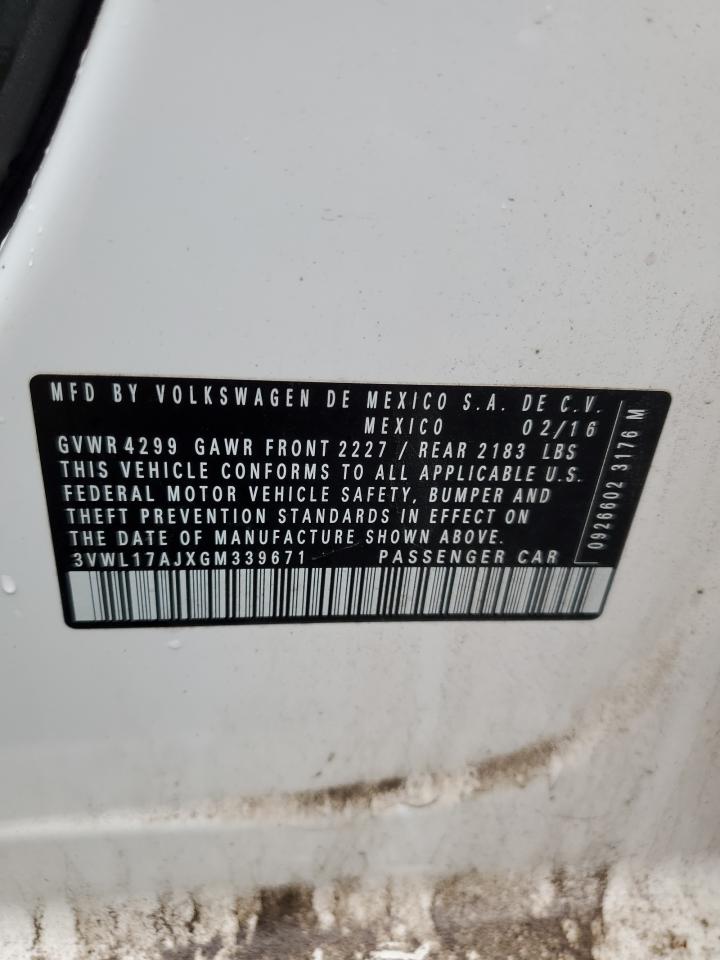 MFD BY VOLKSWAGEN DE MEXICO S.A. DE C.V.
MEXICO 02/16
GVWR 4299 GAWR FRONT 2227 / REAR 2183 LBS
THIS VEHICLE CONFORMS TO ALL APPLICABLE U.S.
FEDERAL MOTOR VEHICLE SAFETY, BUMPER AND
THEFT PREVENTION STANDARDS IN EFFECT ON
THE DATE OF MANUFACTURE SHOWN ABOVE.
3VWL17AJXGM339671 PASSENGER CAR
0926602 3176 M